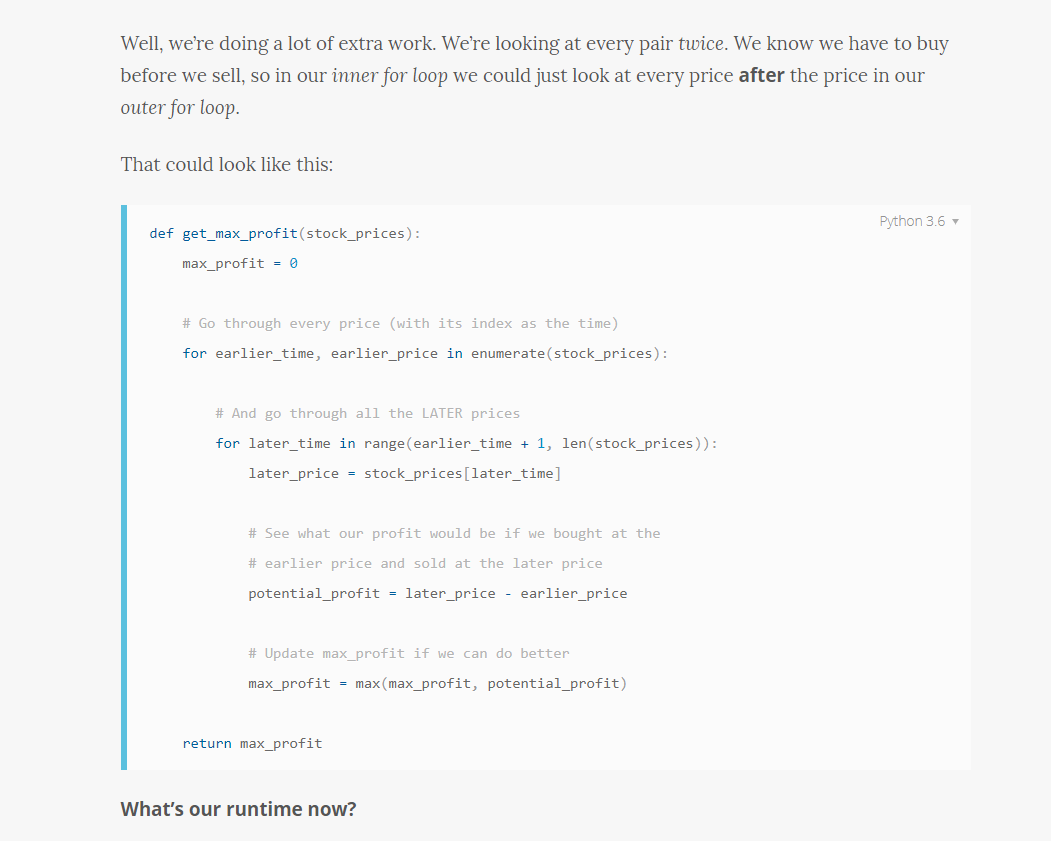 Well, we’re doing a lot of extra work. We’re looking at every pair twice. We know we have to buy
before we sell, so in our inner for loop we could just look at every price after the price in our
outer for loop.
That could look like this:
Python 3.6 ▾
def get_max_profit(stock_prices):
    max_profit = 0
    # Go through every price (with its index as the time)
    for earlier_time, earlier_price in enumerate(stock_prices):
        # And go through all the LATER prices
        for later_time in range(earlier_time + 1, len(stock_prices)):
            later_price = stock_prices[later_time]
            # See what our profit would be if we bought at the
            # earlier price and sold at the later price
            potential_profit = later_price - earlier_price
            # Update max_profit if we can do better
            max_profit = max(max_profit, potential_profit)
    return max_profit
What’s our runtime now?